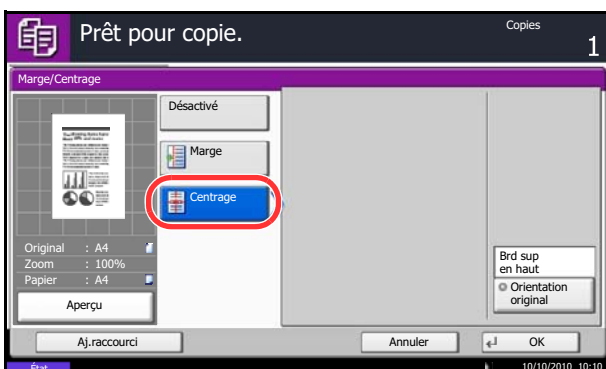 Prêt pour copie.
Copies
1
Marge/Centrage
Désactivé
Marge
Centrage
Original : A4
Zoom : 100%
Papier : A4
Aperçu
Brd sup
en haut
Orientation
original
Aj.raccourci
Annuler
OK
État
10/10/2010 10:10